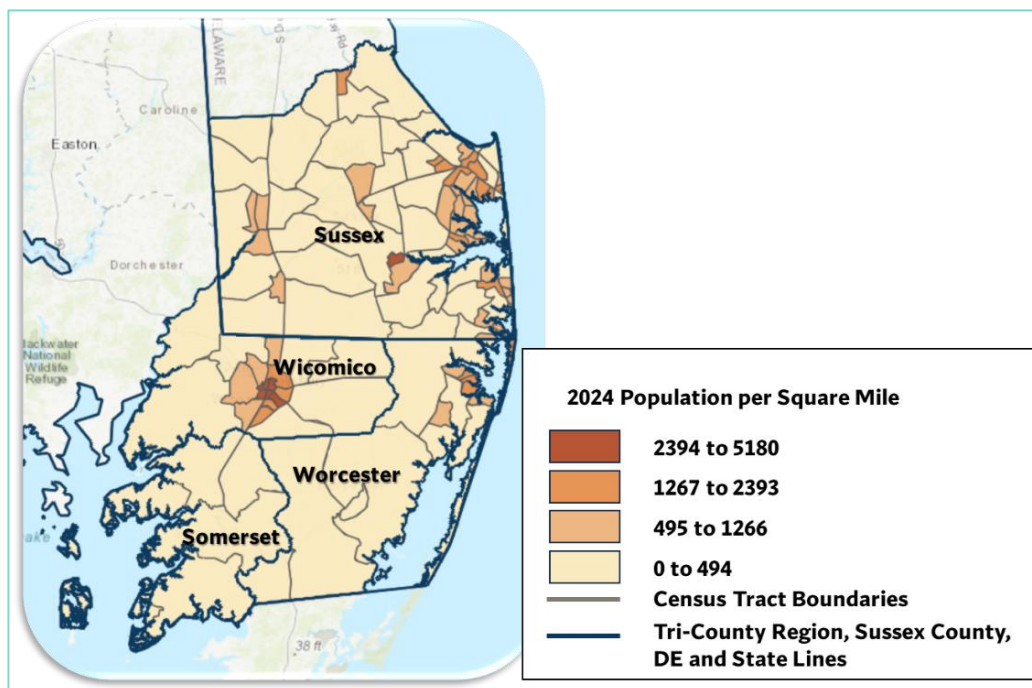 DELAWARE
Rd
Caroline
Easton
Sussex
Dorchester
lackwater
National
Wildlife
Refuge
Wicomico
Worcester
Somerset
ake
38 ft
2024 Population per Square Mile
2394 to 5180
1267 to 2393
495 to 1266
0 to 494
Census Tract Boundaries
Tri-County Region, Sussex County,
DE and State Lines